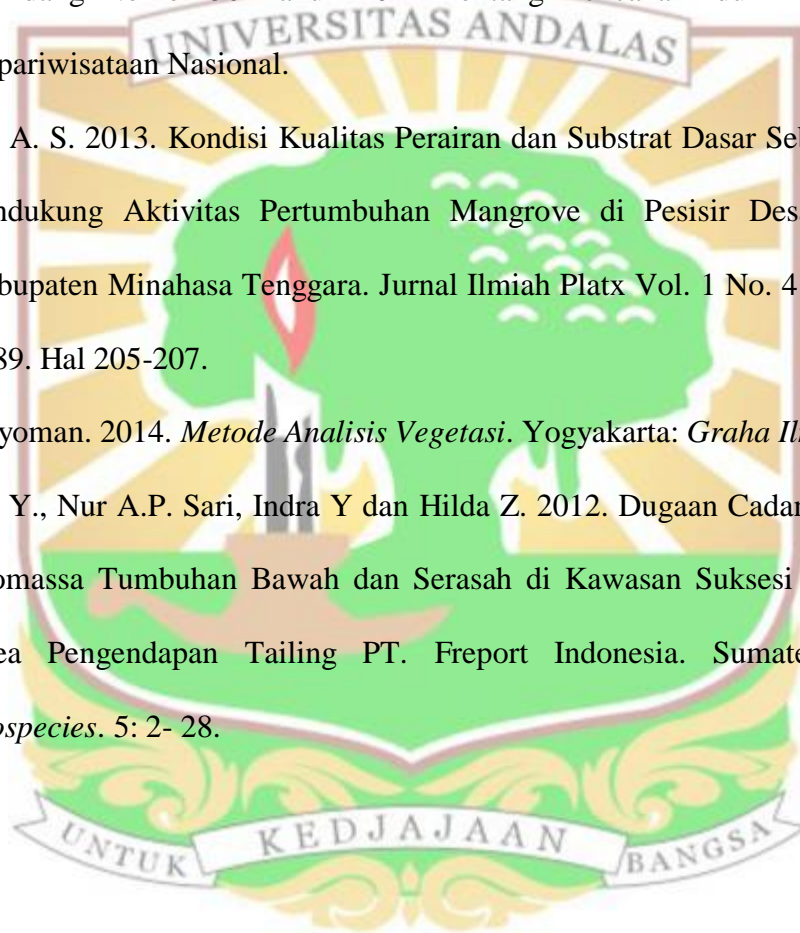 UNIVERSITAS ANDALAS
pariwisataan Nasional.
A. S. 2013. Kondisi Kualitas Perairan dan Substrat Dasar Seb
ndukung Aktivitas Pertumbuhan Mangrove di Pesisir Desa
bupaten Minahasa Tenggara. Jurnal Ilmiah Platx Vol. 1 No. 4
89. Hal 205-207.
yoman. 2014. Metode Analisis Vegetasi. Yogyakarta: Graha Il
Y., Nur A.P. Sari, Indra Y dan Hilda Z. 2012. Dugaan Cadan
omassa Tumbuhan Bawah dan Serasah di Kawasan Suksesi
ea Pengendapan Tailing PT. Freport Indonesia. Sumate
ospecies. 5: 2- 28.
UNTUK KEDJAJAAN BANGSA